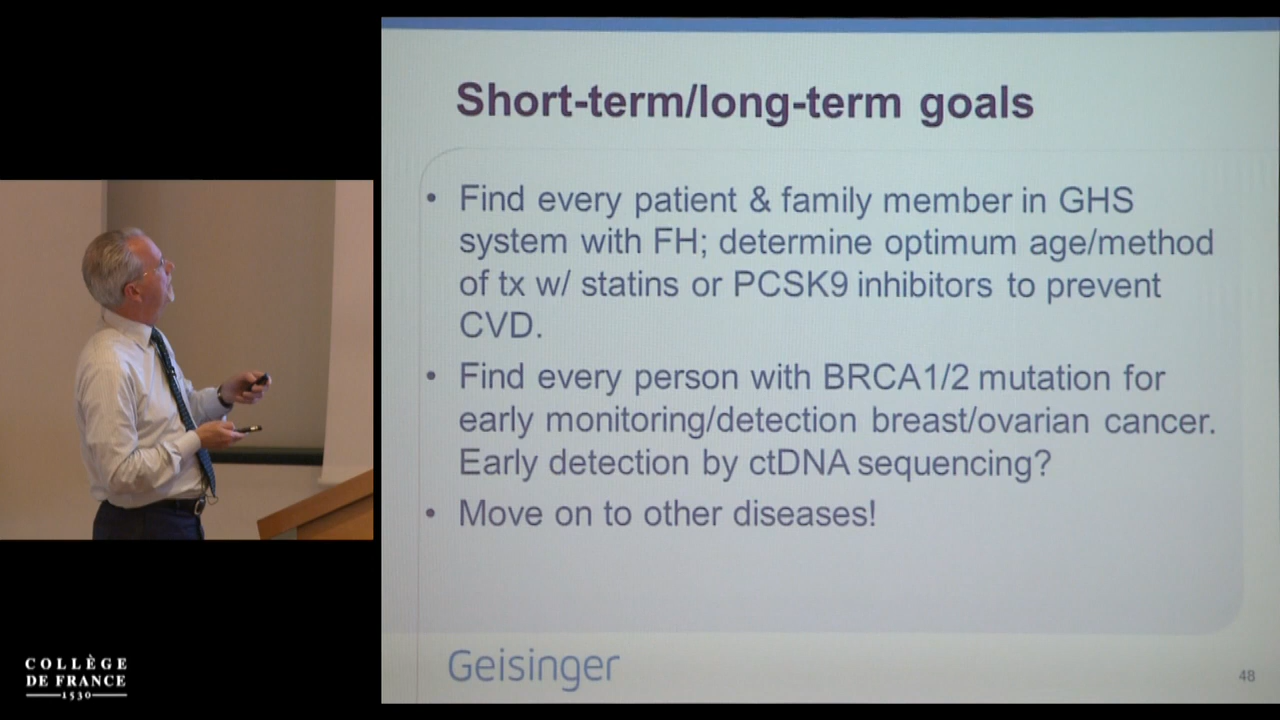 Short-term/long-term goals
• Find every patient & family member in GHS
system with FH; determine optimum age/method
of tx w/ statins or PCSK9 inhibitors to prevent
CVD.
• Find every person with BRCA1/2 mutation for
early monitoring/detection breast/ovarian cancer.
Early detection by ctDNA sequencing?
• Move on to other diseases!
Geisinger
48
COLLÈGE
DE FRANCE
1530